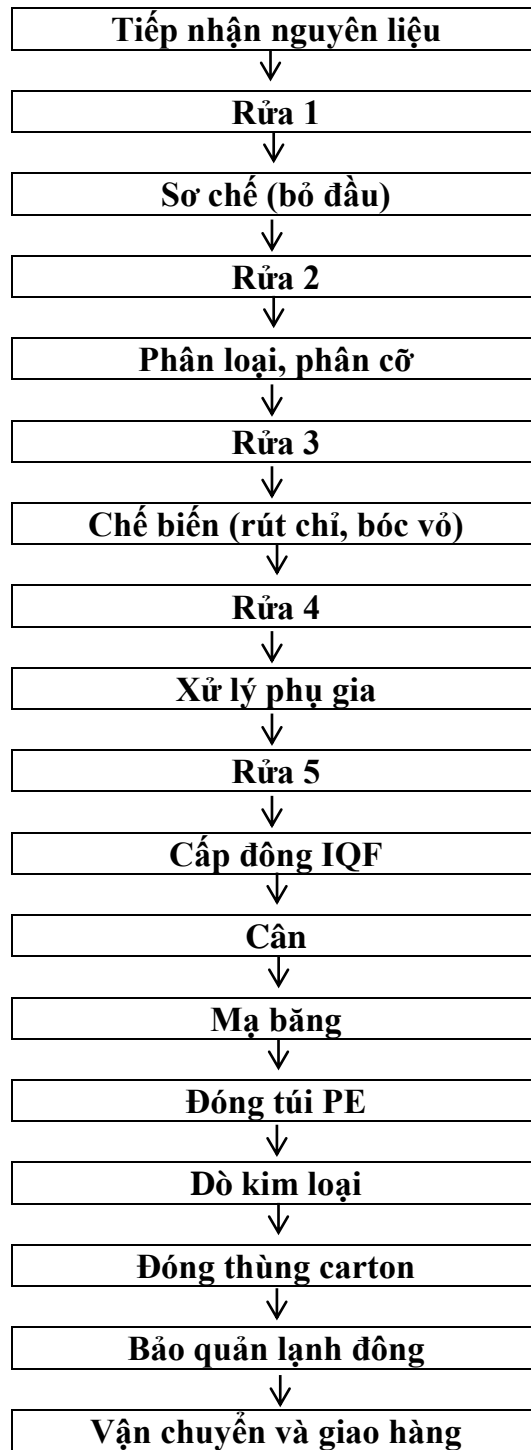 Tiếp nhận nguyên liệu
Rửa 1
Sơ chế (bỏ đầu)
Rửa 2
Phân loại, phân cỡ
Rửa 3
Chế biến (rút chỉ, bóc vỏ)
Rửa 4
Xử lý phụ gia
Rửa 5
Cấp đông IQF
Cân
Mạ băng
Đóng túi PE
Dò kim loại
Đóng thùng carton
Bảo quản lạnh đông
Vận chuyển và giao hàng